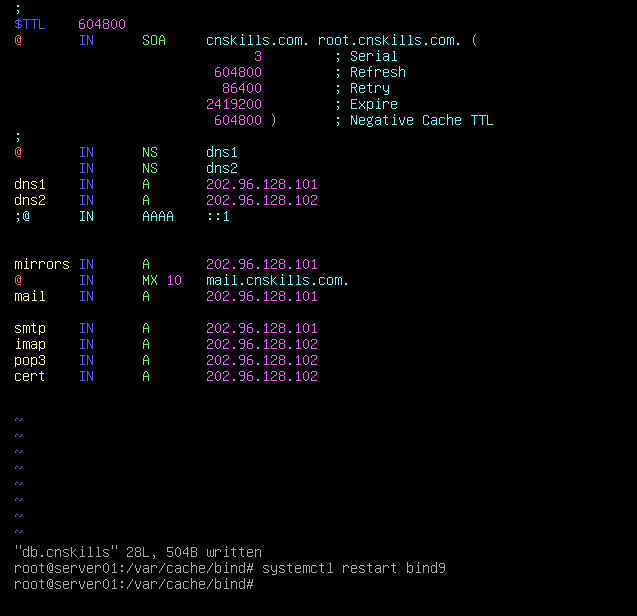 ;
$TTL 604800
@ IN SOA cnskills.com. root.cnskills.com. (
3 ; Serial
604800 ; Refresh
86400 ; Retry
2419200 ; Expire
604800 ) ; Negative Cache TTL
;
@ IN NS dns1
IN NS dns2
dns1 IN A 202.96.128.101
dns2 IN A 202.96.128.102
;@ IN AAAA ::1
mirrors IN A 202.96.128.101
@ IN MX 10 mail.cnskills.com.
mail IN A 202.96.128.101
smtp IN A 202.96.128.101
imap IN A 202.96.128.102
pop3 IN A 202.96.128.102
cert IN A 202.96.128.102
~
~
~
~
~
~
~
~
"db.cnskills" 28L, 504B written
root@server01:/var/cache/bind# systemctl restart bind9
root@server01:/var/cache/bind#